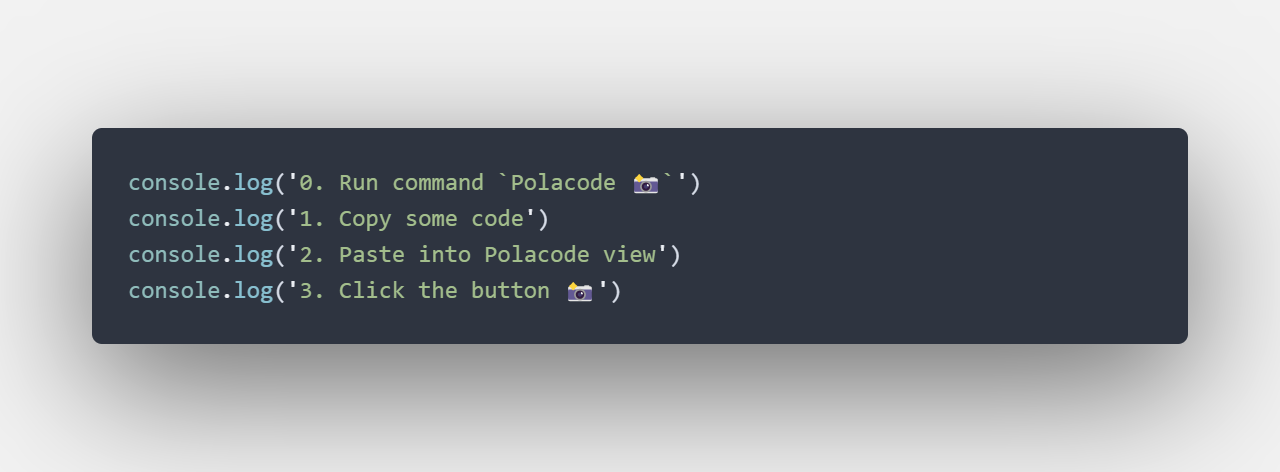 console.log('0. Run command `Polacode 📸`')
console.log('1. Copy some code')
console.log('2. Paste into Polacode view')
console.log('3. Click the button 📸')